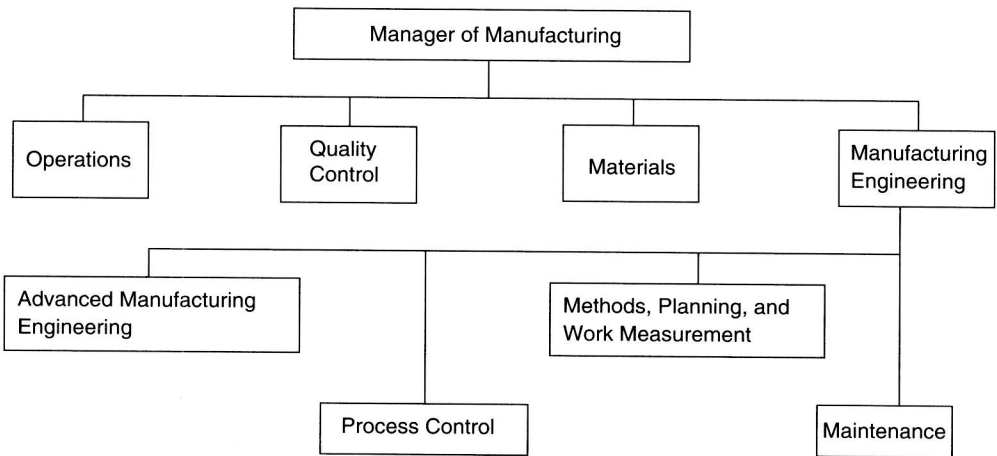 Manager of Manufacturing
Operations
Quality
Control
Materials
Manufacturing
Engineering
Advanced Manufacturing
Engineering
Methods, Planning, and
Work Measurement
Process Control
Maintenance